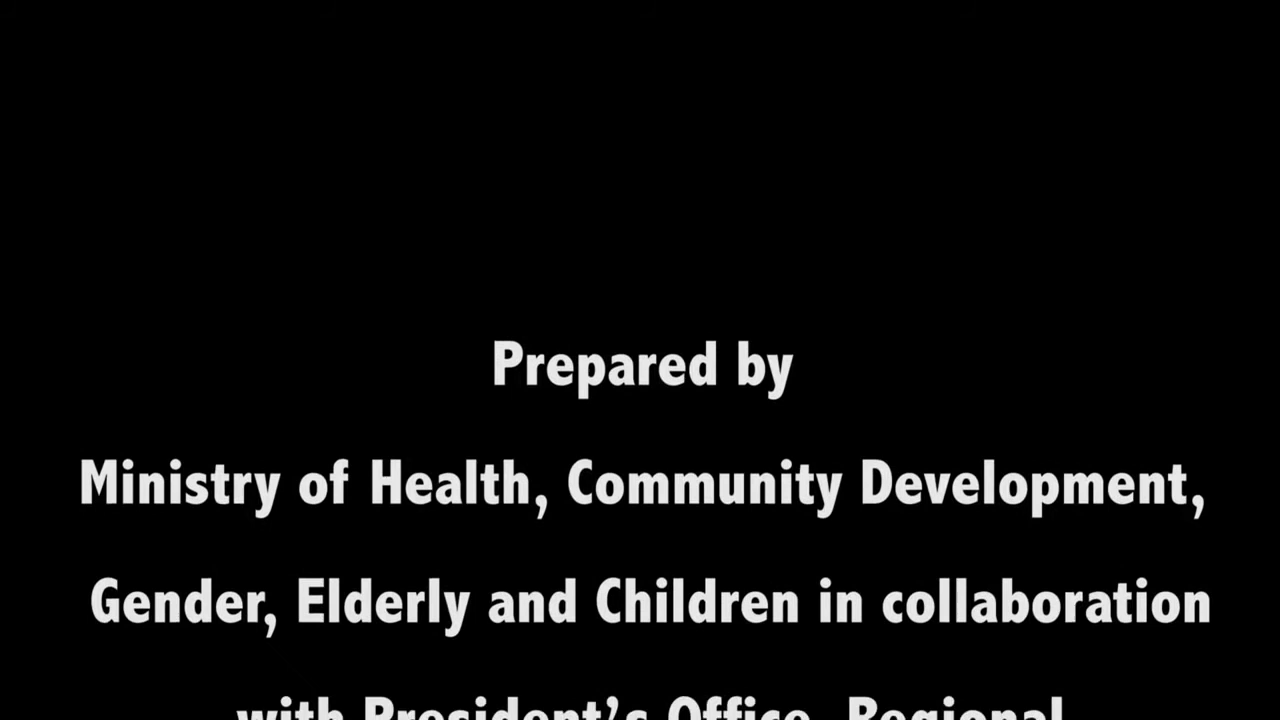 Prepared by
Ministry of Health, Community Development,
Gender, Elderly and Children in collaboration
with President's Office, Regional